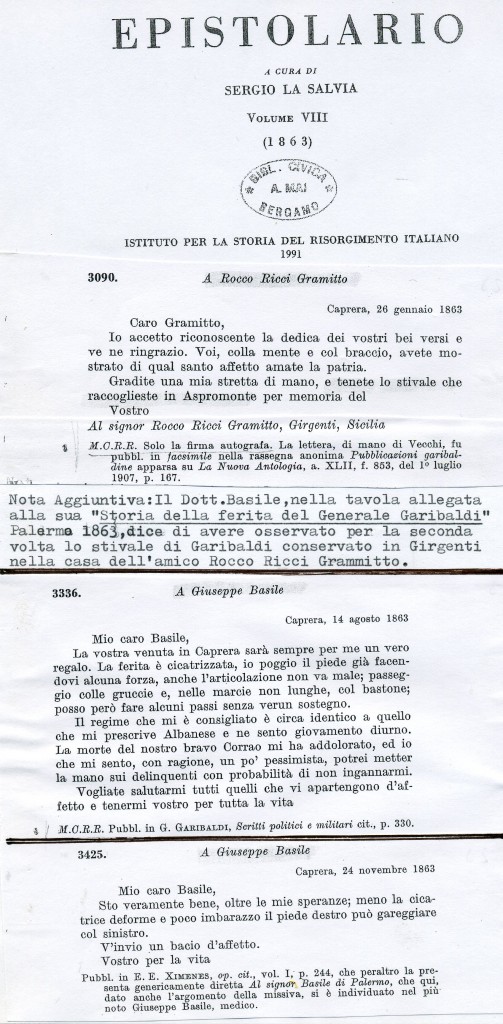 EPISTOLARIO
A CURA DI
SERGIO LA SALVIA
VOLUME VIII
(1863)
BIBL. CIVICA
A. MAI
BERGAMO
ISTITUTO PER LA STORIA DEL RISORGIMENTO ITALIANO
1991
3090. A Rocco Ricci Gramitto
Caprera, 26 gennaio 1863
Caro Gramitto,
Io accetto riconoscente la dedica dei vostri bei versi e
ve ne ringrazio. Voi, colla mente e col braccio, avete mo-
strato di qual santo affetto amate la patria.
Gradite una mia stretta di mano, e tenete lo stivale che
raccoglieste in Aspromonte per memoria del
Vostro
Al signor Rocco Ricci Gramitto, Girgenti, Sicilia
M.C.R.R. Solo la firma autografa. La lettera, di mano di Vecchi, fu
pubbl. in facsimile nella rassegna anonima Pubblicazioni garibal-
dine apparsa su La Nuova Antologia, a. XLII, f. 853, del 1º luglio
1907, p. 167.
Nota Aggiuntiva:Il Dott.Basile,nella tavola allegata
alla sua "Storia della ferita del Generale Garibaldi"
Palermo 1863,dice di avere osservato per la seconda
volta lo stivale di Garibaldi conservato in Girgenti
nella casa dell'amico Rocco Ricci Grammitto.
3336. A Giuseppe Basile
Caprera, 14 agosto 1863
Mio caro Basile,
La vostra venuta in Caprera sarà sempre per me un vero
regalo. La ferita è cicatrizzata, io poggio il piede già facen-
dovi alcuna forza, anche l'articolazione non va male; passeg-
gio colle gruccie e, nelle marcie non lunghe, col bastone;
posso però fare alcuni passi senza verun sostegno.
Il regime che mi è consigliato è circa identico a quello
che mi prescrive Albanese e ne sento giovamento diurno.
La morte del nostro bravo Corrao mi ha addolorato, ed io
che mi sento, con ragione, un po' pessimista, potrei metter
la mano sui delinquenti con probabilità di non ingannarmi.
Vogliate salutarmi tutti quelli che vi appartengono d'af-
fetto e tenermi vostro per tutta la vita
M.C.R.R. Pubbl. in G. GARIBALDI, Scritti politici e militari cit., p. 330.
3425. A Giuseppe Basile
Caprera, 24 novembre 1863
Mio caro Basile,
Sto veramente bene, oltre le mie speranze; meno la cica-
trice deforme e poco imbarazzo il piede destro può gareggiare
col sinistro.
V'invio un bacio d'affetto.
Vostro per la vita
Pubbl. in E. E. XIMENES, op. cit., vol. I, p. 244, che peraltro la pre-
senta genericamente diretta Al signor Basile di Palermo, che qui,
dato anche l'argomento della missiva, si è individuato nel più
noto Giuseppe Basile, medico.